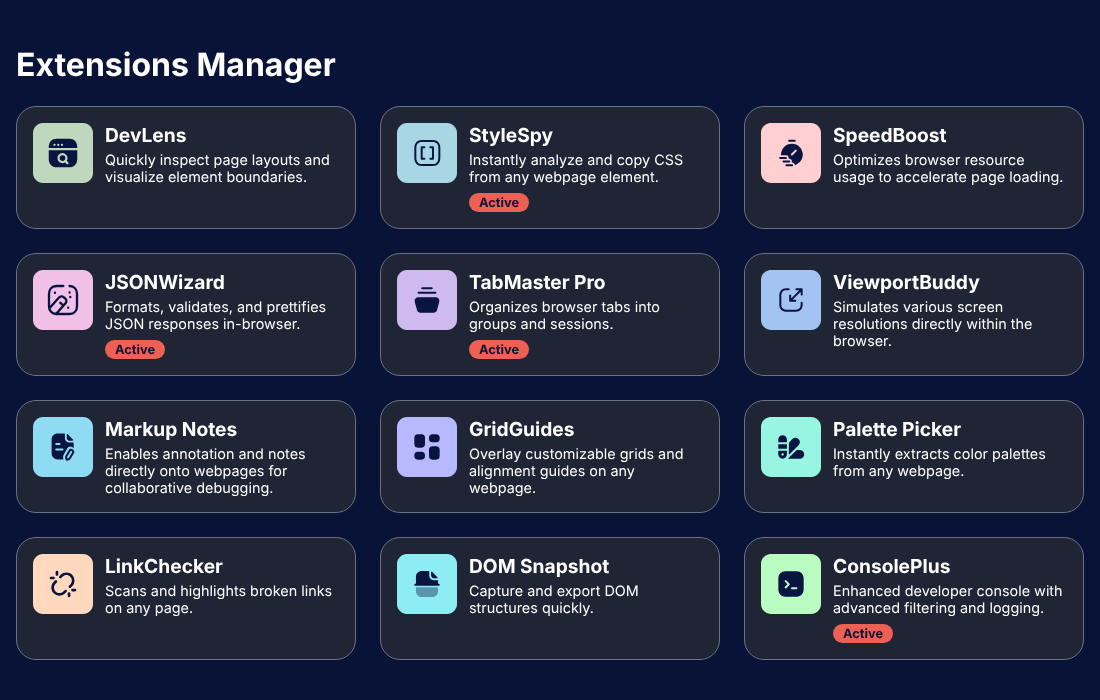 Extensions Manager
DevLens
Quickly inspect page layouts and
visualize element boundaries.
StyleSpy
Instantly analyze and copy CSS
from any webpage element.
Active
SpeedBoost
Optimizes browser resource
usage to accelerate page loading.
JSONWizard
Formats, validates, and prettifies
JSON responses in-browser.
Active
TabMaster Pro
Organizes browser tabs into
groups and sessions.
Active
ViewportBuddy
Simulates various screen
resolutions directly within the
browser.
Markup Notes
Enables annotation and notes
directly onto webpages for
collaborative debugging.
GridGuides
Overlay customizable grids and
alignment guides on any
webpage.
Palette Picker
Instantly extracts color palettes
from any webpage.
LinkChecker
Scans and highlights broken links
on any page.
DOM Snapshot
Capture and export DOM
structures quickly.
ConsolePlus
Enhanced developer console with
advanced filtering and logging.
Active